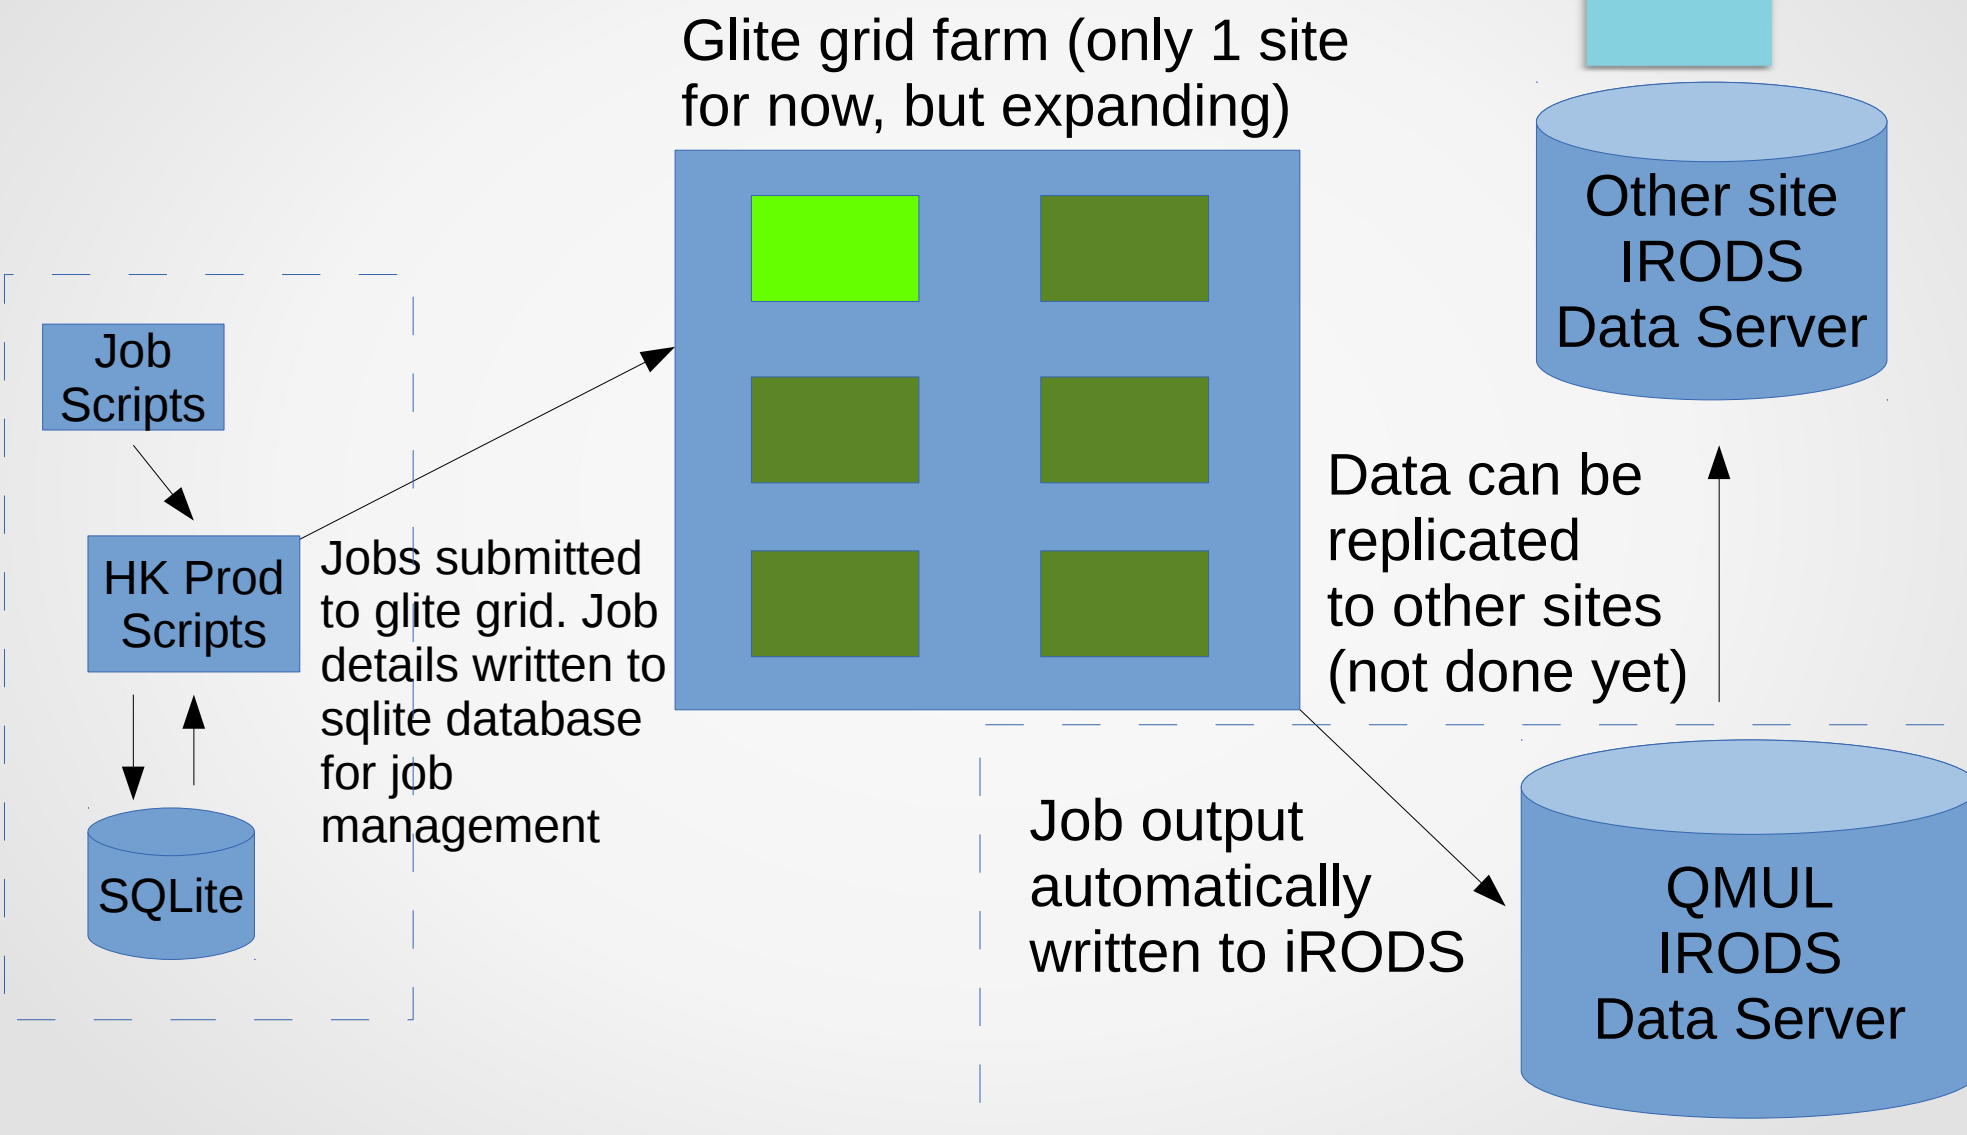 Glite grid farm (only 1 site
for now, but expanding)
Job
Scripts
HK Prod
Scripts
SQLite
Jobs submitted
to glite grid. Job
details written to
sqlite database
for job
management
Other site
IRODS
Data Server
Data can be
replicated
to other sites
(not done yet)
Job output
automatically
written to iRODS
QMUL
IRODS
Data Server